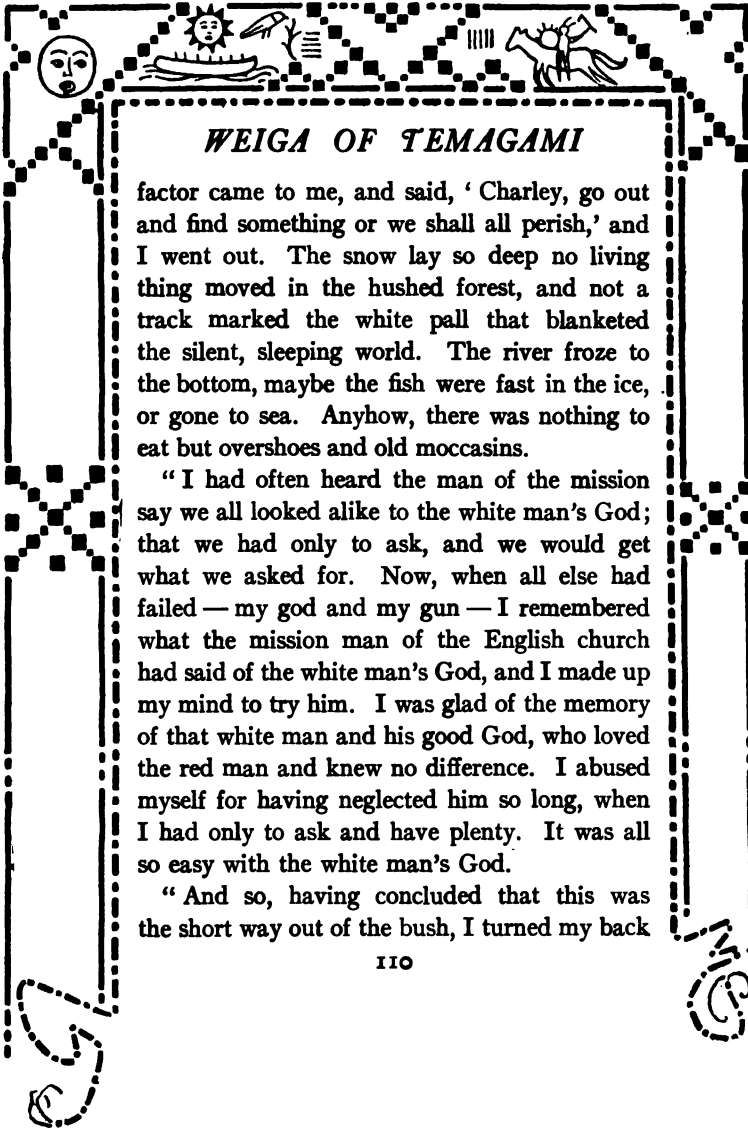 WEIGA OF TEMAGAMI
factor came to me, and said, ‘ Charley, go out
and find something or we shall all perish,’ and
I went out. The snow lay so deep no living
thing moved in the hushed forest, and not a
track marked the white pall that blanketed
the silent, sleeping world. The river froze to
the bottom, maybe the fish were fast in the ice,
or gone to sea. Anyhow, there was nothing to
eat but overshoes and old moccasins.
“ I had often heard the man of the mission
say we all looked alike to the white man’s God;
that we had only to ask, and we would get
what we asked for. Now, when all else had
failed — my god and my gun — I remembered
what the mission man of the English church
had said of the white man’s God, and I made up
my mind to try him. I was glad of the memory
of that white man and his good God, who loved
the red man and knew no difference. I abused
myself for having neglected him so long, when
I had only to ask and have plenty. It was all
so easy with the white man’s God.
“ And so, having concluded that this was
the short way out of the bush, I turned my back
110